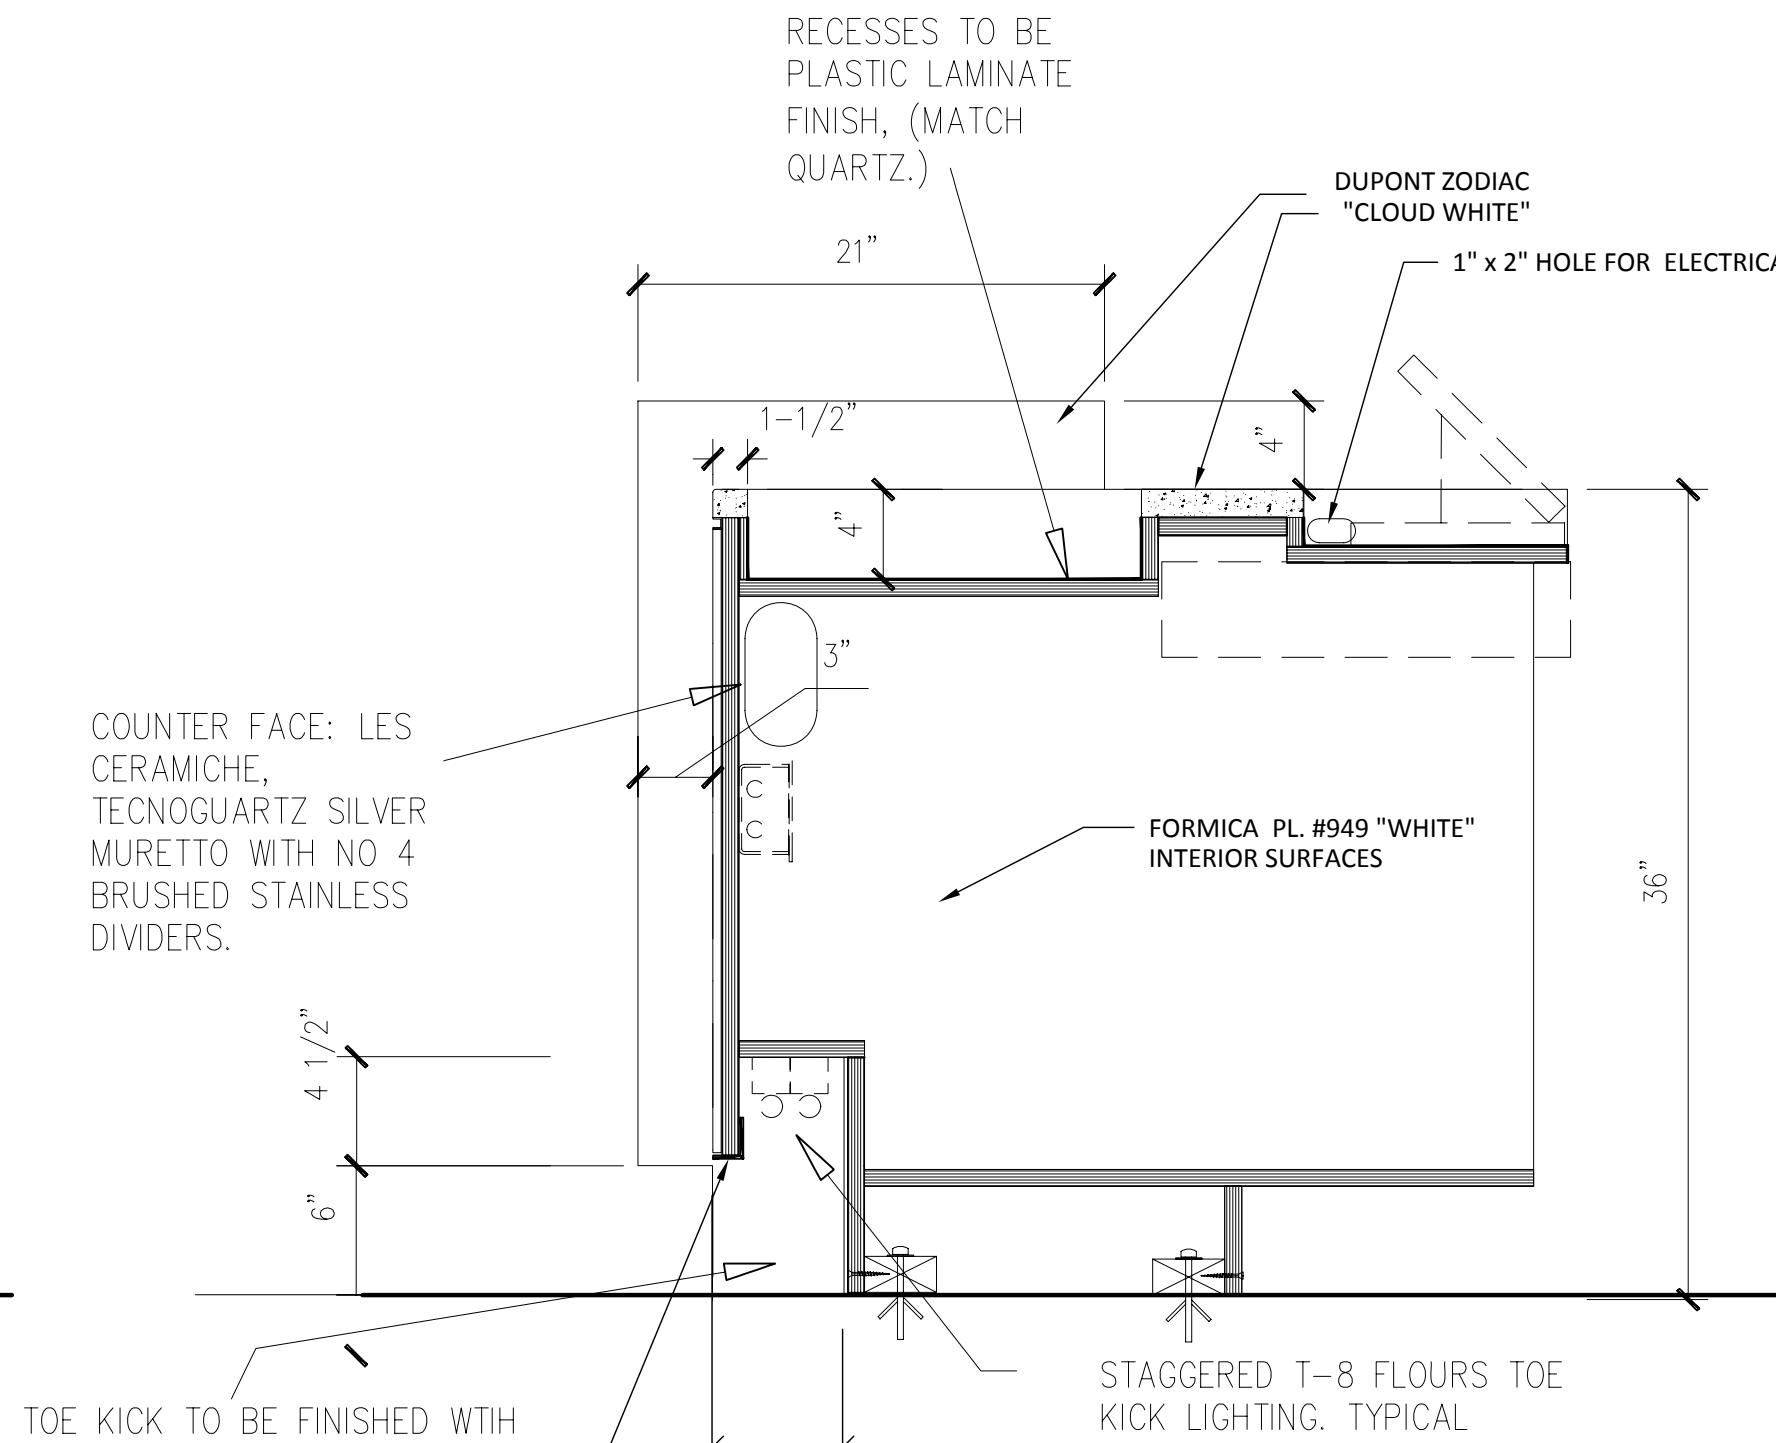 RECESSES TO BE
PLASTIC LAMINATE
FINISH, (MATCH
QUARTZ.)
DUPONT ZODIAC
"CLOUD WHITE"
1" x 2" HOLE FOR ELECTRICA
21”
1-1/2”
4”
4”
3”
COUNTER FACE: LES
CERAMICHE,
TECNOGUARTZ SILVER
MURETTO WITH NO 4
BRUSHED STAINLESS
DIVIDERS.
FORMICA PL. #949 "WHITE"
INTERIOR SURFACES
36”
4 1/2”
6”
STAGGERED T-8 FLOURS TOE
KICK LIGHTING. TYPICAL
TOE KICK TO BE FINISHED WTIH